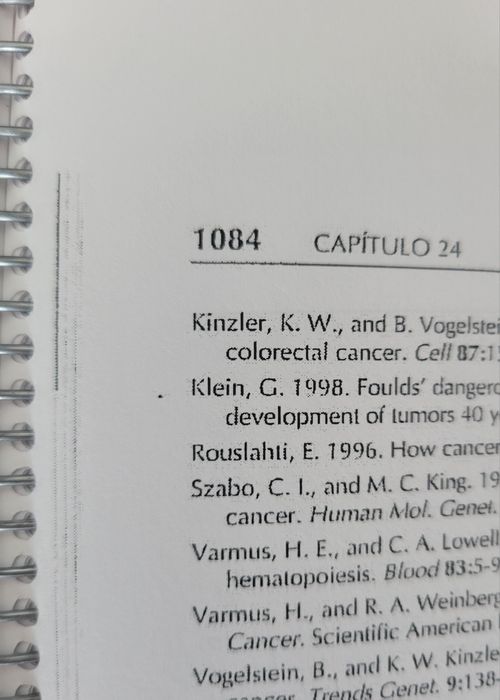 1084 CAPÍTULO 24
Kinzler, K. W., and B. Vogelstei
colorectal cancer. Cell 87:1
Klein, G. 1998. Foulds' dangero
development of tumors 40 y
Rouslahti, E. 1996. How cancer
Szabo, C. I., and M. C. King. 19
cancer. Human Mol. Genet.
Varmus, H. E., and C. A. Lowell
hematopoiesis. Blood 83:5-9
Varmus, H., and R. A. Weinberg
Cancer. Scientific American
Vogelstein, B., and K. W. Kinzle
cancer. Trends Genet. 9:138